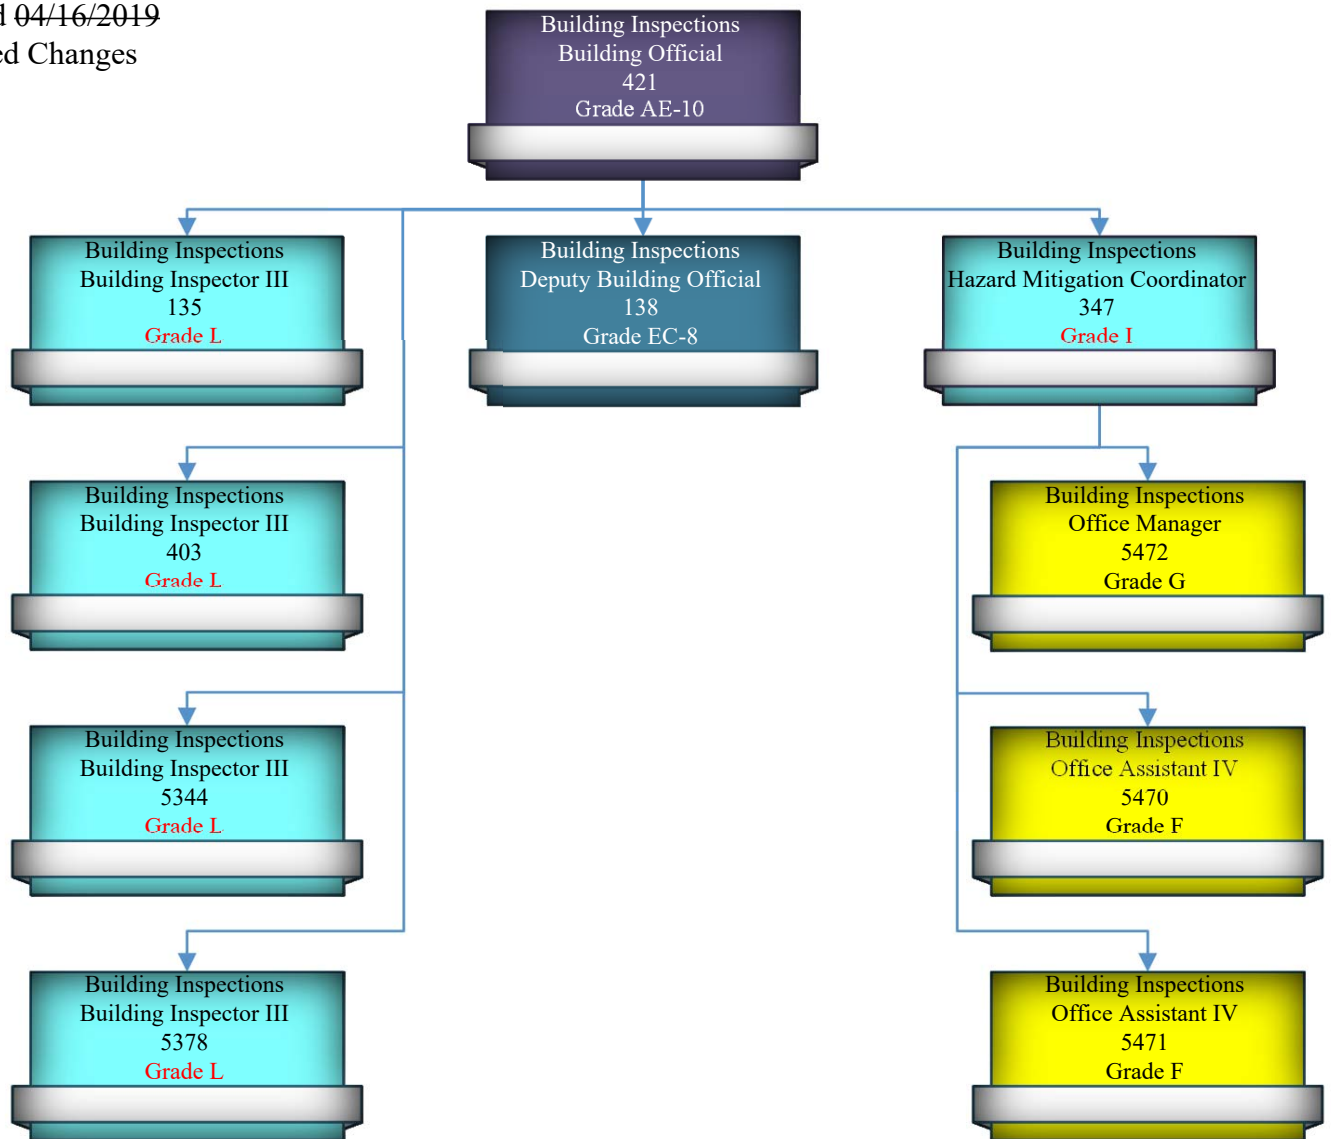 04/16/2019
Changes
Building Inspections
Building Official
421
Grade AE-10
Building Inspections
Building Inspector III
135
Grade L
Building Inspections
Deputy Building Official
138
Grade EC-8
Building Inspections
Hazard Mitigation Coordinator
347
Grade I
Building Inspections
Building Inspector III
403
Grade L
Building Inspections
Office Manager
5472
Grade G
Building Inspections
Building Inspector III
5344
Grade L
Building Inspections
Office Assistant IV
5470
Grade F
Building Inspections
Building Inspector III
5378
Grade L
Building Inspections
Office Assistant IV
5471
Grade F